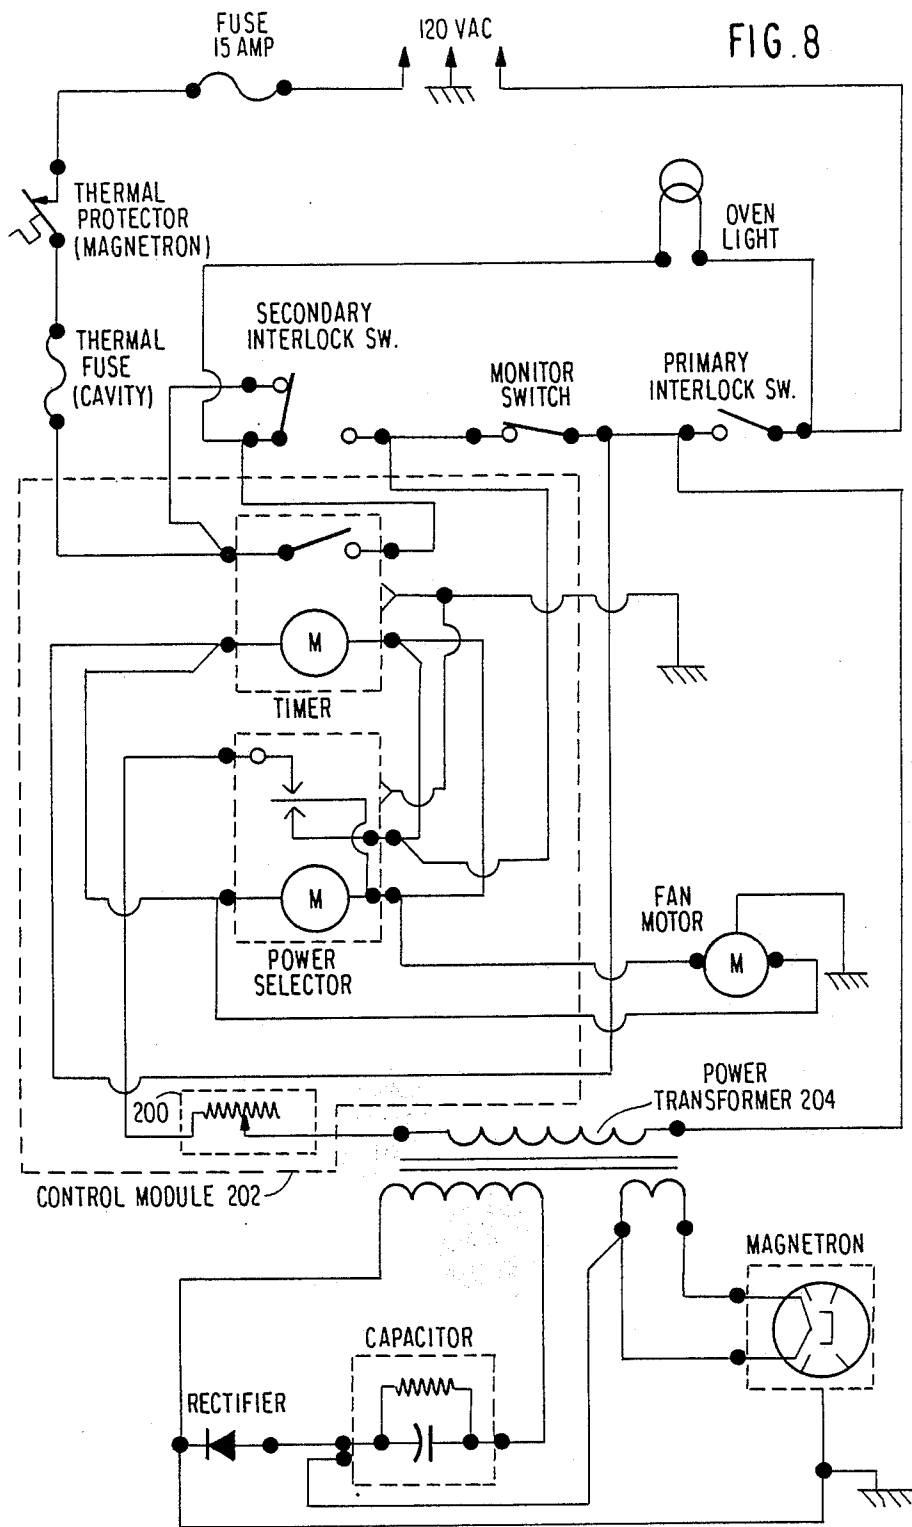 FUSE
15 AMP
120 VAC
FIG. 8
THERMAL
PROTECTOR
(MAGNETRON)
OVEN
LIGHT
SECONDARY
INTERLOCK SW.
THERMAL
FUSE
(CAVITY)
MONITOR
SWITCH
PRIMARY
INTERLOCK SW.
M
TIMER
M
POWER
SELECTOR
FAN
MOTOR
M
200
POWER
TRANSFORMER 204
CONTROL MODULE 202
MAGNETRON
CAPACITOR
RECTIFIER